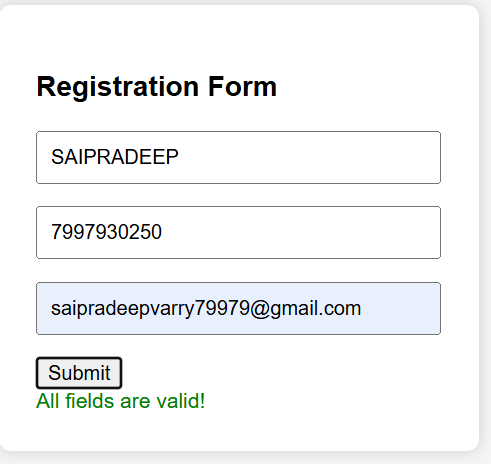 Registration Form
SAIPRADEEP
7997930250
saipradeepvarry79979@gmail.com
Submit
All fields are valid!